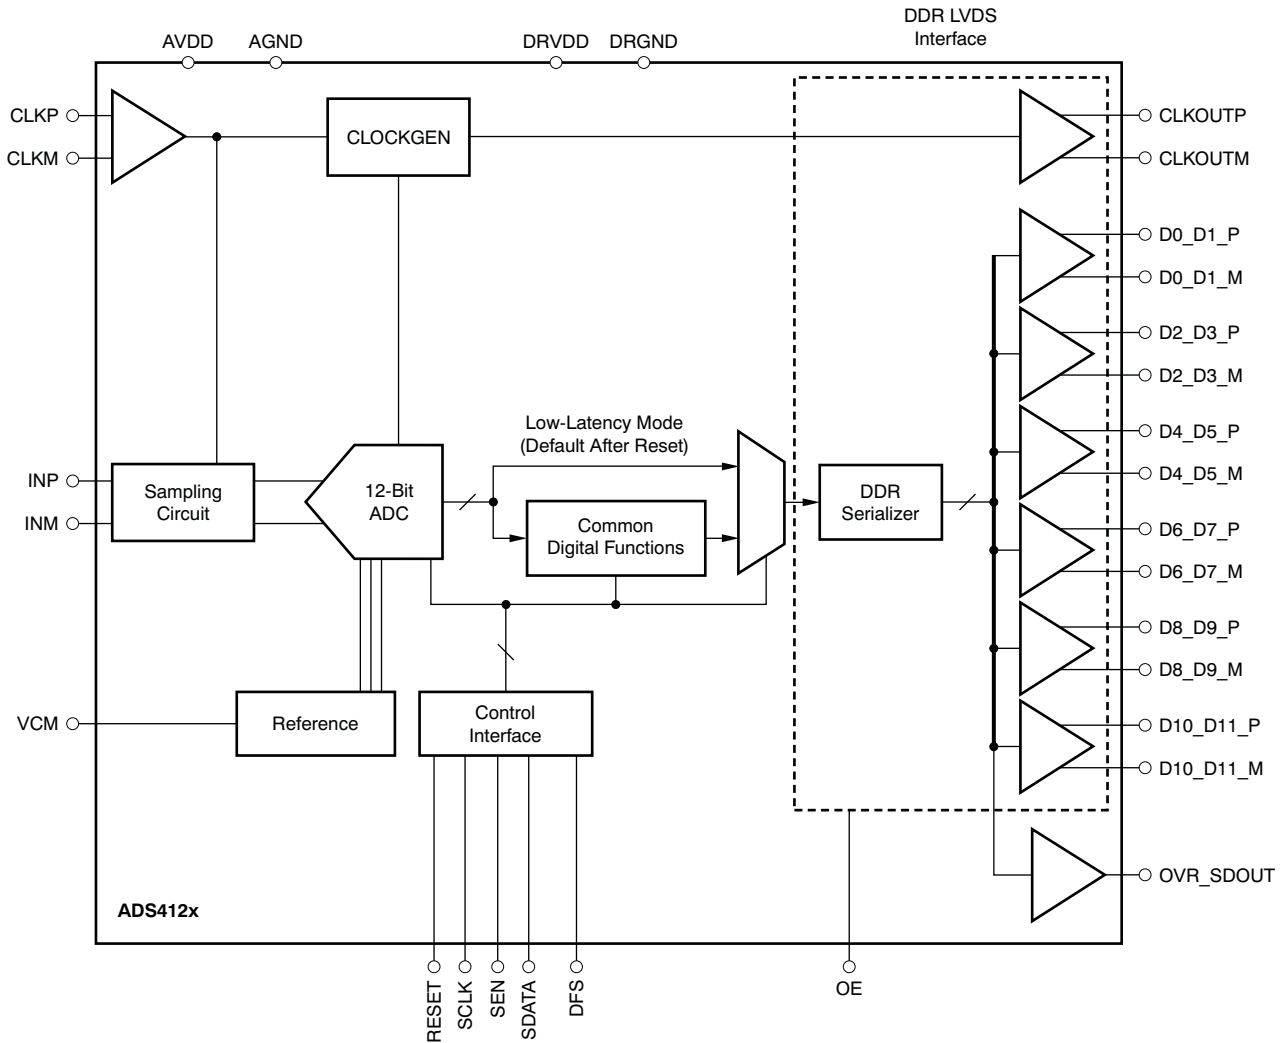 DDR LVDS
Interface
AVDD
AGND
DRVDD
DRGND
CLKP
CLKM
CLOCKGEN
CLKOUTP
CLKOUTM
D0_D1_P
D0_D1_M
D2_D3_P
D2_D3_M
Low-Latency Mode
(Default After Reset)
D4_D5_P
D4_D5_M
INP
INM
Sampling
Circuit
12-Bit
ADC
Common
Digital Functions
DDR
Serializer
D6_D7_P
D6_D7_M
D8_D9_P
D8_D9_M
VCM
Reference
Control
Interface
D10_D11_P
D10_D11_M
OVR_SDOUT
ADS412x
RESET
SCLK
SEN
SDATA
DFS
OE